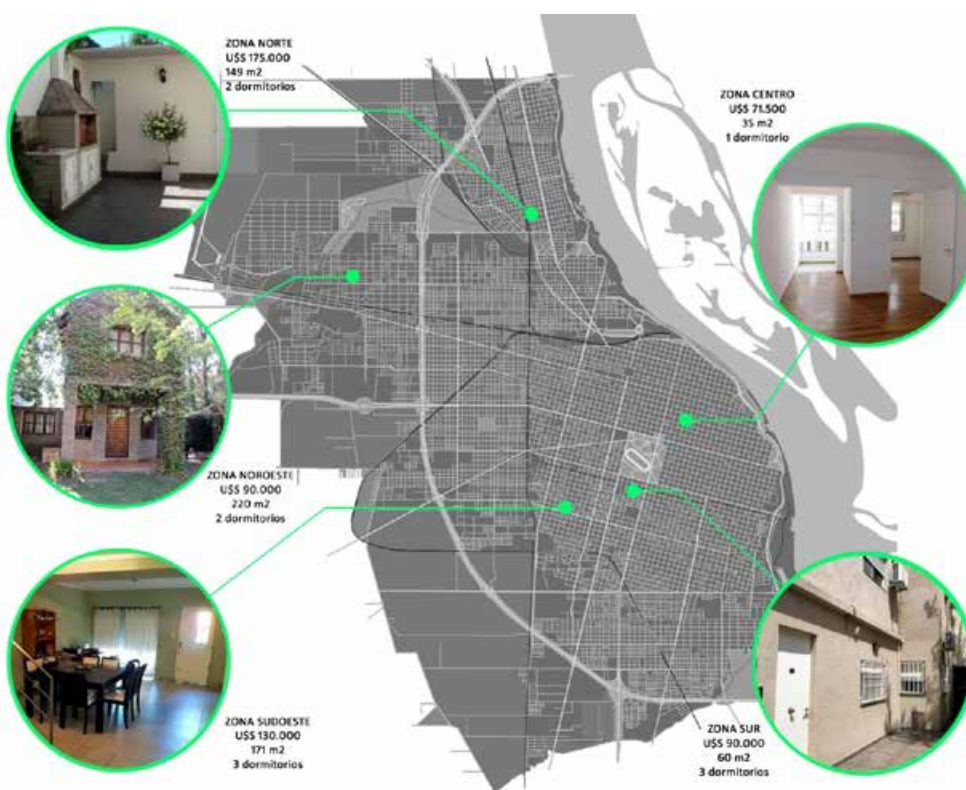 ZONA NORTE
U$S 175.000
149 m2
2 dormitorios
ZONA CENTRO
U$S 71.500
35 m2
1 dormitorio
ZONA NOROESTE
U$S 90.000
220 m2
2 dormitorios
ZONA SUDOESTE
U$S 130.000
171 m2
3 dormitorios
ZONA SUR
U$S 90.000
60 m2
3 dormitorios